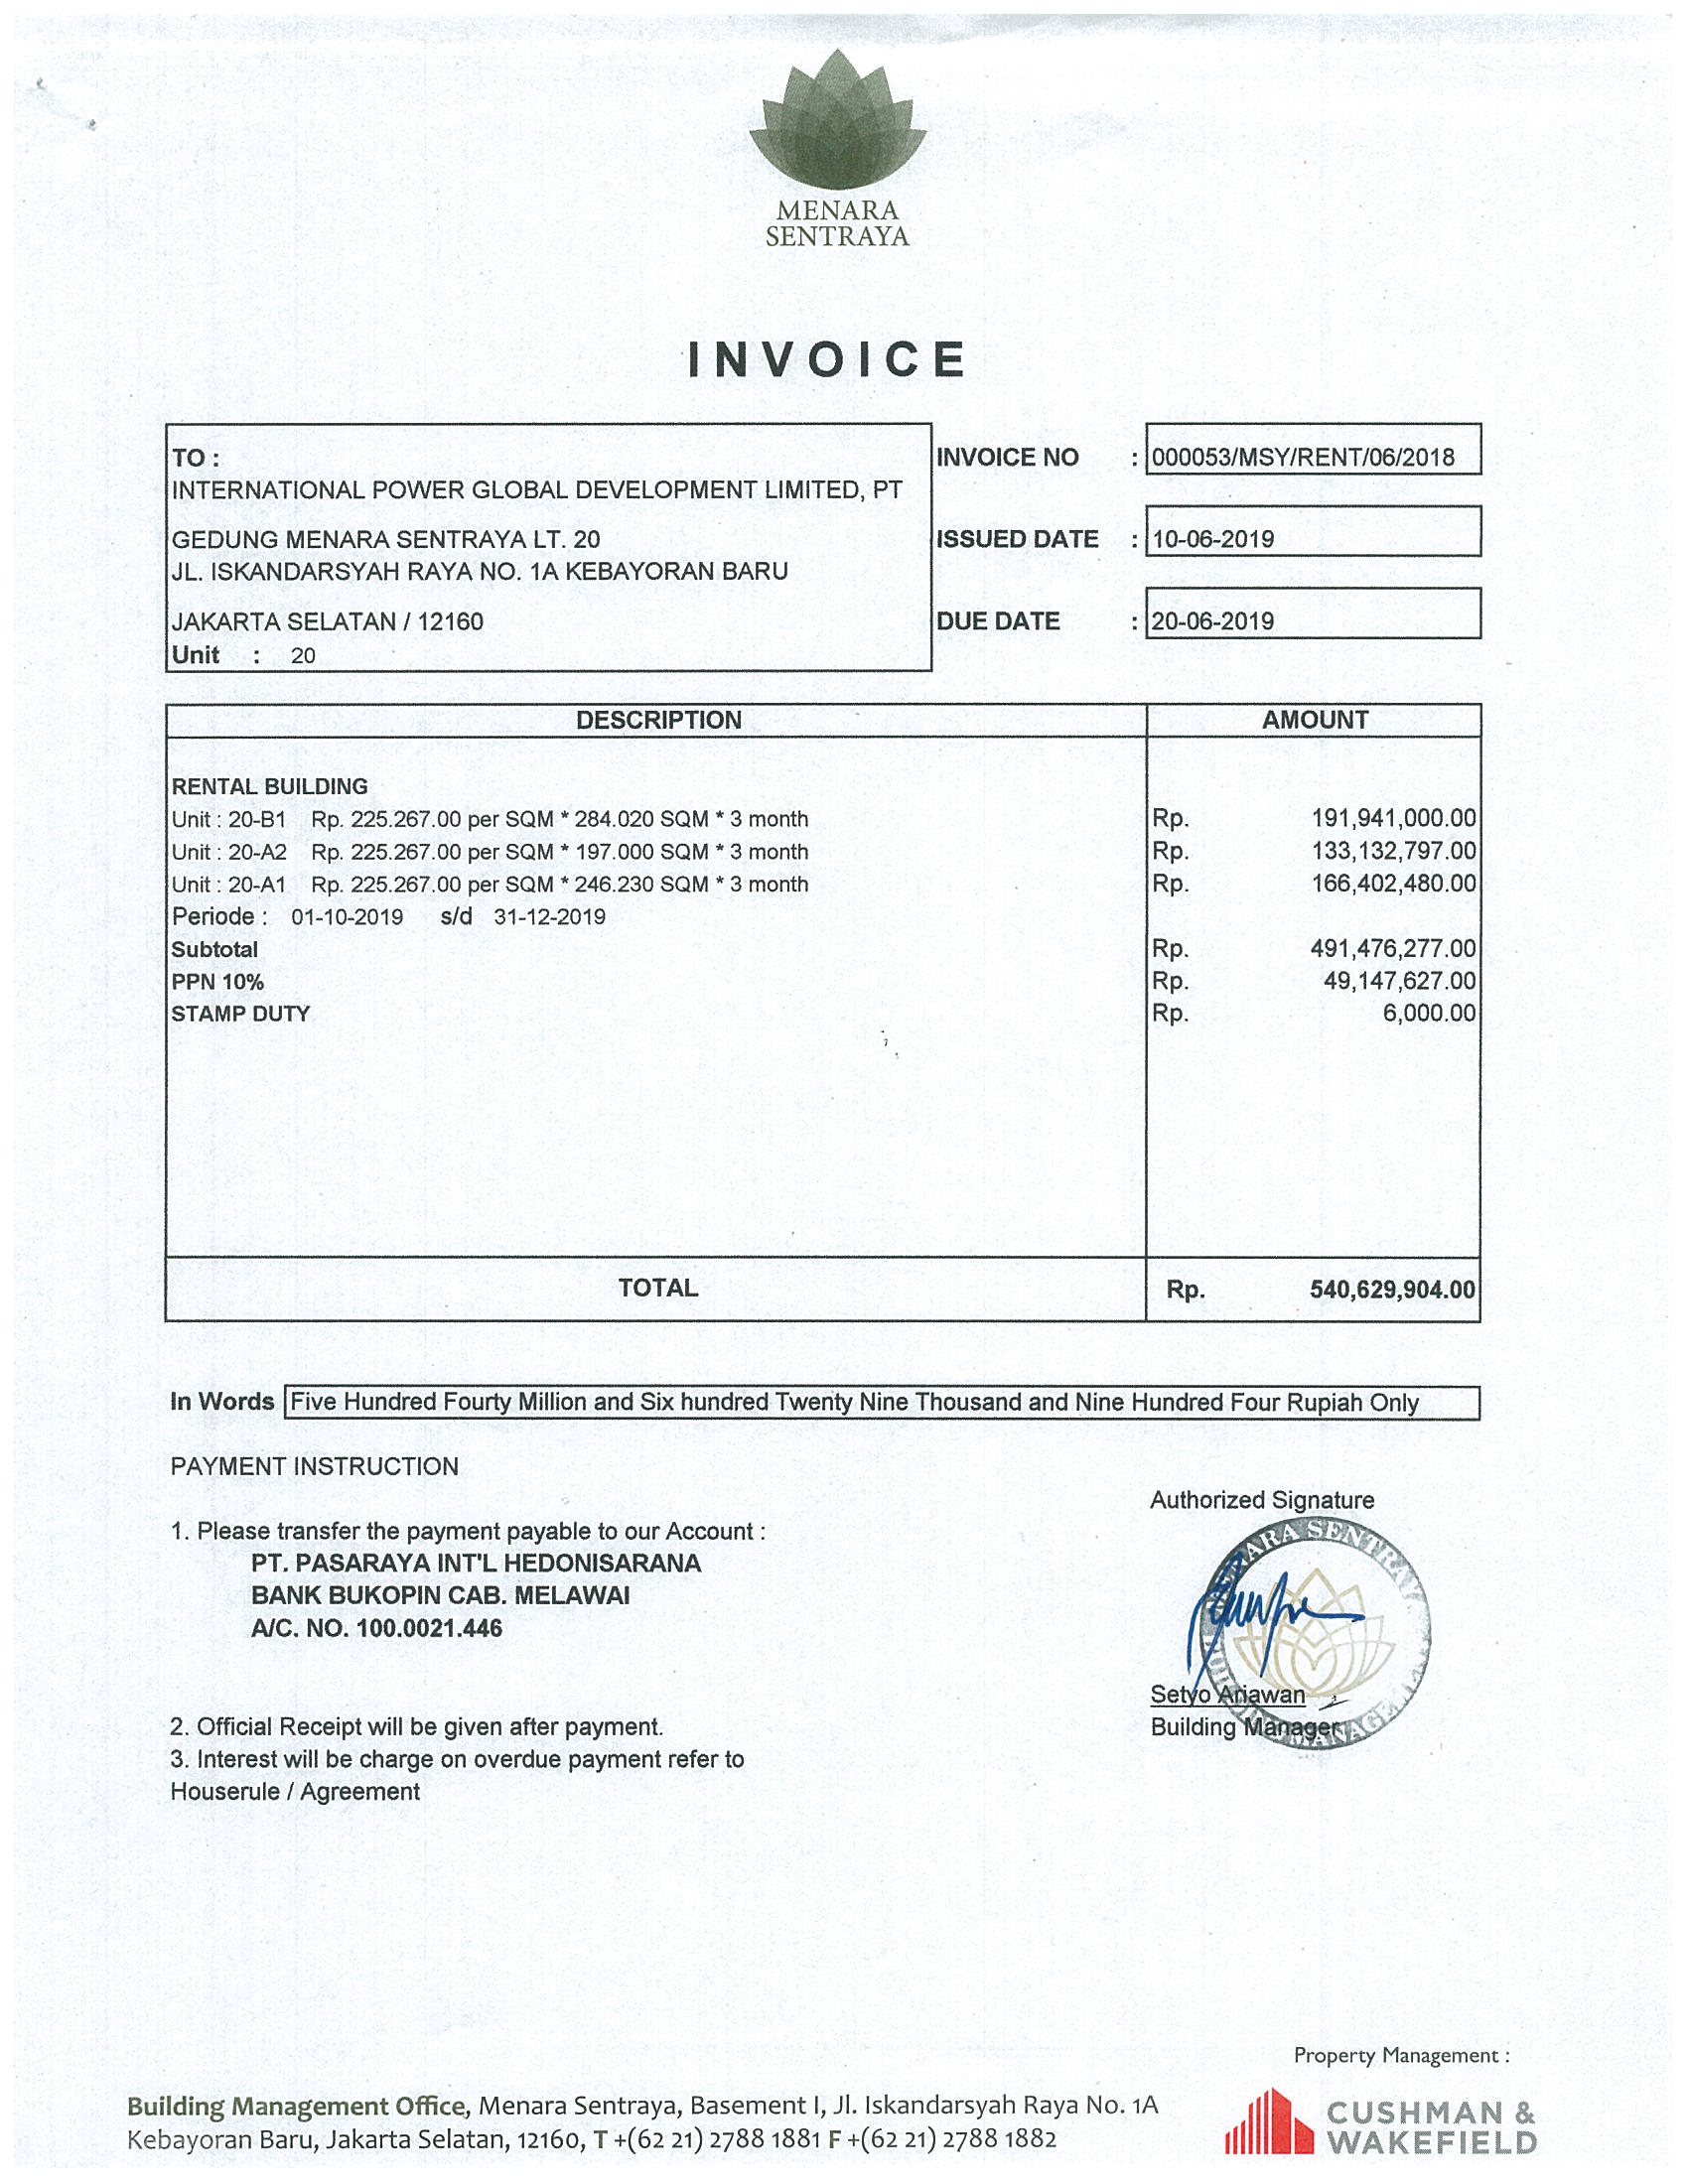 MENARA
SENTRAYA
INVOICE
TO :
INTERNATIONAL POWER GLOBAL DEVELOPMENT LIMITED, PT
GEDUNG MENARA SENTRAYA LT. 20
JL. ISKANDARSYAH RAYA NO. 1A KEBAYORAN BARU
JAKARTA SELATAN / 12160
Unit : 20
INVOICE NO : 000053/MSY/RENT/06/2018
ISSUED DATE : 10-06-2019
DUE DATE : 20-06-2019
DESCRIPTION AMOUNT
RENTAL BUILDING
Unit : 20-B1 Rp. 225.267.00 per SQM * 284.020 SQM * 3 month Rp. 191,941,000.00
Unit : 20-A2 Rp. 225.267.00 per SQM * 197.000 SQM * 3 month Rp. 133,132,797.00
Unit : 20-A1 Rp. 225.267.00 per SQM * 246.230 SQM * 3 month Rp. 166,402,480.00
Periode : 01-10-2019 s/d 31-12-2019
Subtotal Rp. 491,476,277.00
PPN 10% Rp. 49,147,627.00
STAMP DUTY Rp. 6,000.00
TOTAL Rp. 540,629,904.00
In Words Five Hundred Fourty Million and Six hundred Twenty Nine Thousand and Nine Hundred Four Rupiah Only
PAYMENT INSTRUCTION
1. Please transfer the payment payable to our Account :
PT. PASARAYA INT'L HEDONISARANA
BANK BUKOPIN CAB. MELAWAI
A/C. NO. 100.0021.446
2. Official Receipt will be given after payment.
3. Interest will be charge on overdue payment refer to
Houserule / Agreement
Authorized Signature
Setyo Ariawan
Building Manager
Property Management :
Building Management Office, Menara Sentraya, Basement I, Jl. Iskandarsyah Raya No. 1A
Kebayoran Baru, Jakarta Selatan, 12160, T +(62 21) 2788 1881 F +(62 21) 2788 1882
CUSHMAN &
WAKEFIELD